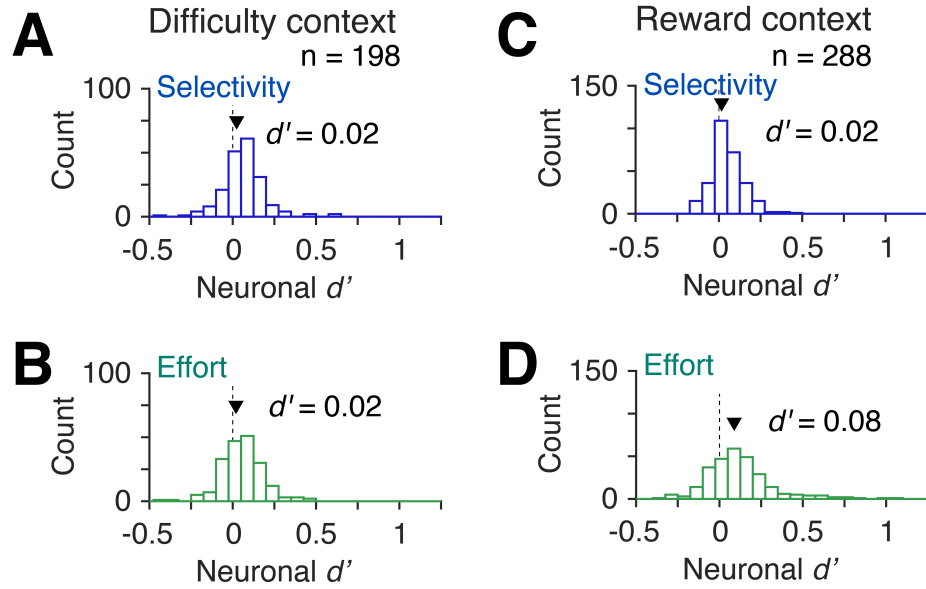 A
Difficulty context
n = 198
Selectivity
100
0
Count
d' = 0.02
-0.5 0 0.5 1
Neuronal d’
C
Reward context
n = 288
Selectivity
150
0
Count
d' = 0.02
-0.5 0 0.5 1
Neuronal d’
B
Effort
100
0
Count
d' = 0.02
-0.5 0 0.5 1
Neuronal d’
D
Effort
150
0
Count
d' = 0.08
-0.5 0 0.5 1
Neuronal d’